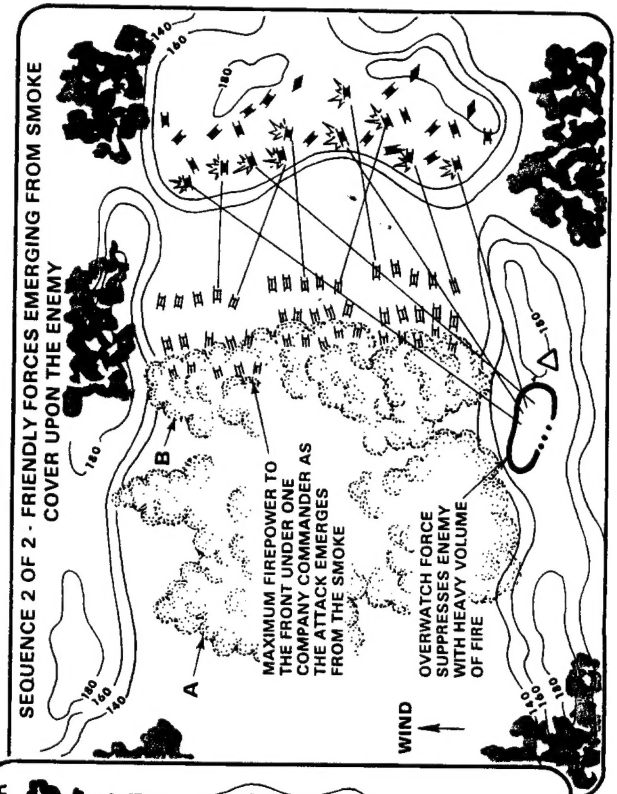 SEQUENCE 2 OF 2 - FRIENDLY FORCES EMERGING FROM SMOKE
COVER UPON THE ENEMY
140
160
180
180
180
160
140
A
B
MAXIMUM FIREPOWER TO
THE FRONT UNDER ONE
COMPANY COMMANDER AS
THE ATTACK EMERGES
FROM THE SMOKE
OVERWATCH FORCE
SUPPRESSES ENEMY
WITH HEAVY VOLUME
OF FIRE
WIND
140
160
180
180